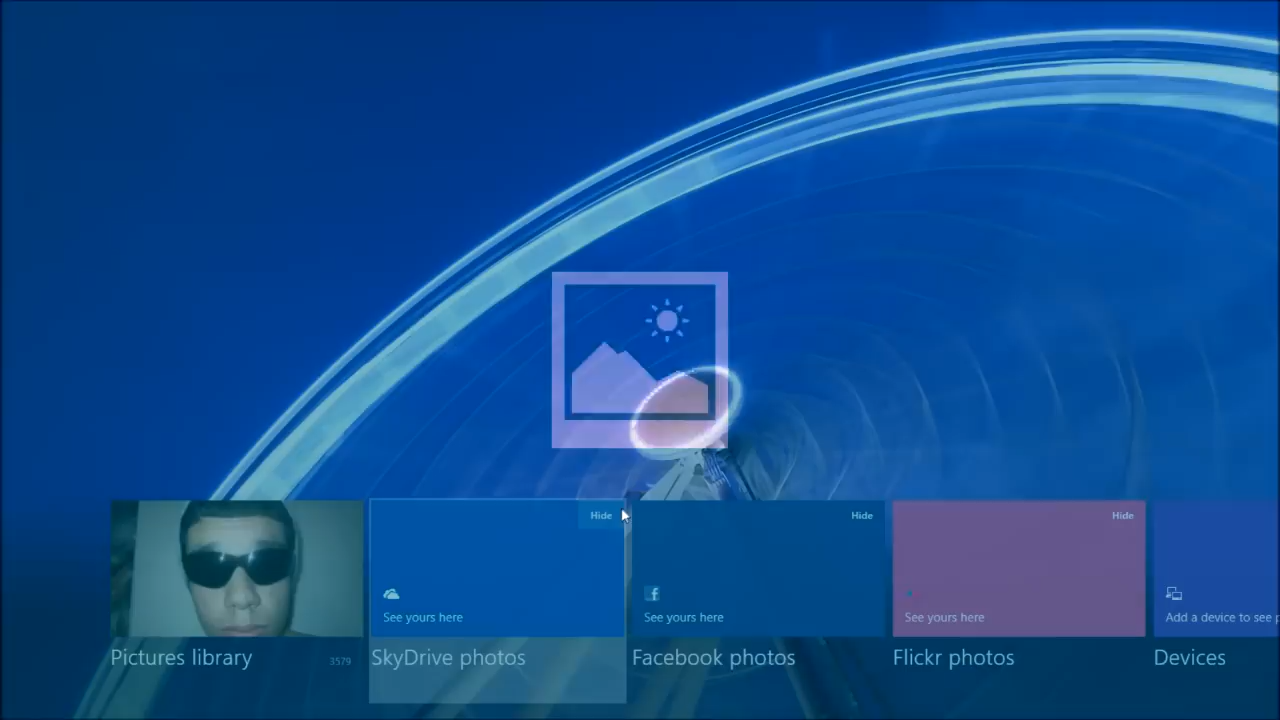 Hide
Hide
Hide
See yours here
See yours here
See yours here
Add a device to see p
Pictures library
3579
SkyDrive photos
Facebook photos
Flickr photos
Devices